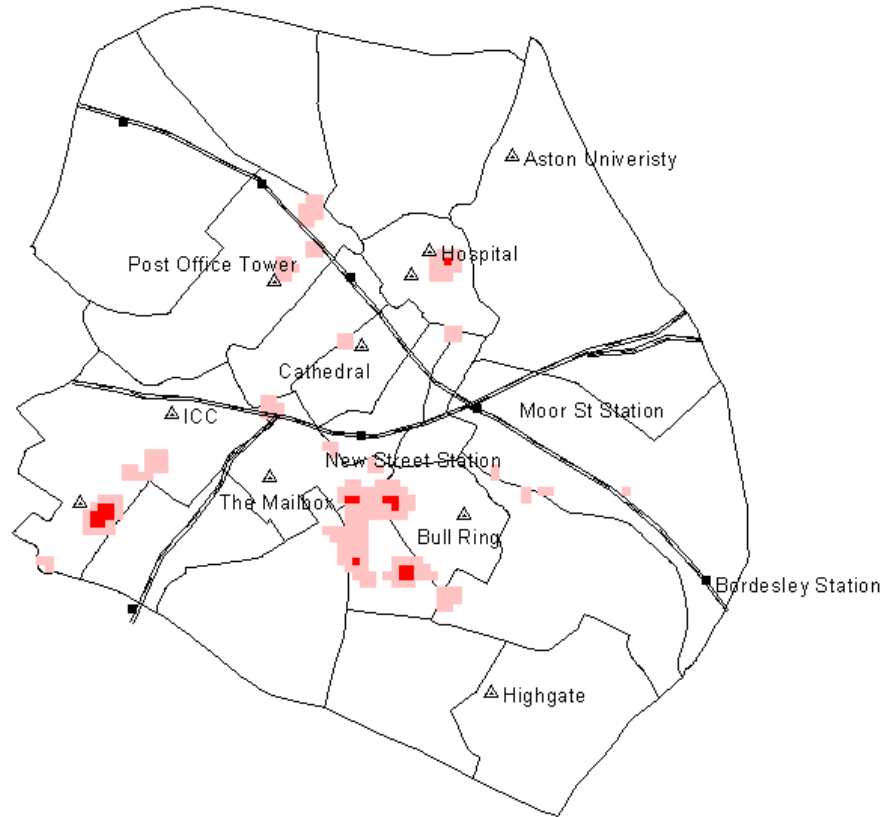 Aston Univeristy
Hospital
Post Office Tower
Cathedral
ICC
Moor St Station
New Street Station
The Mailbox
Bull Ring
Bordesley Station
Highgate